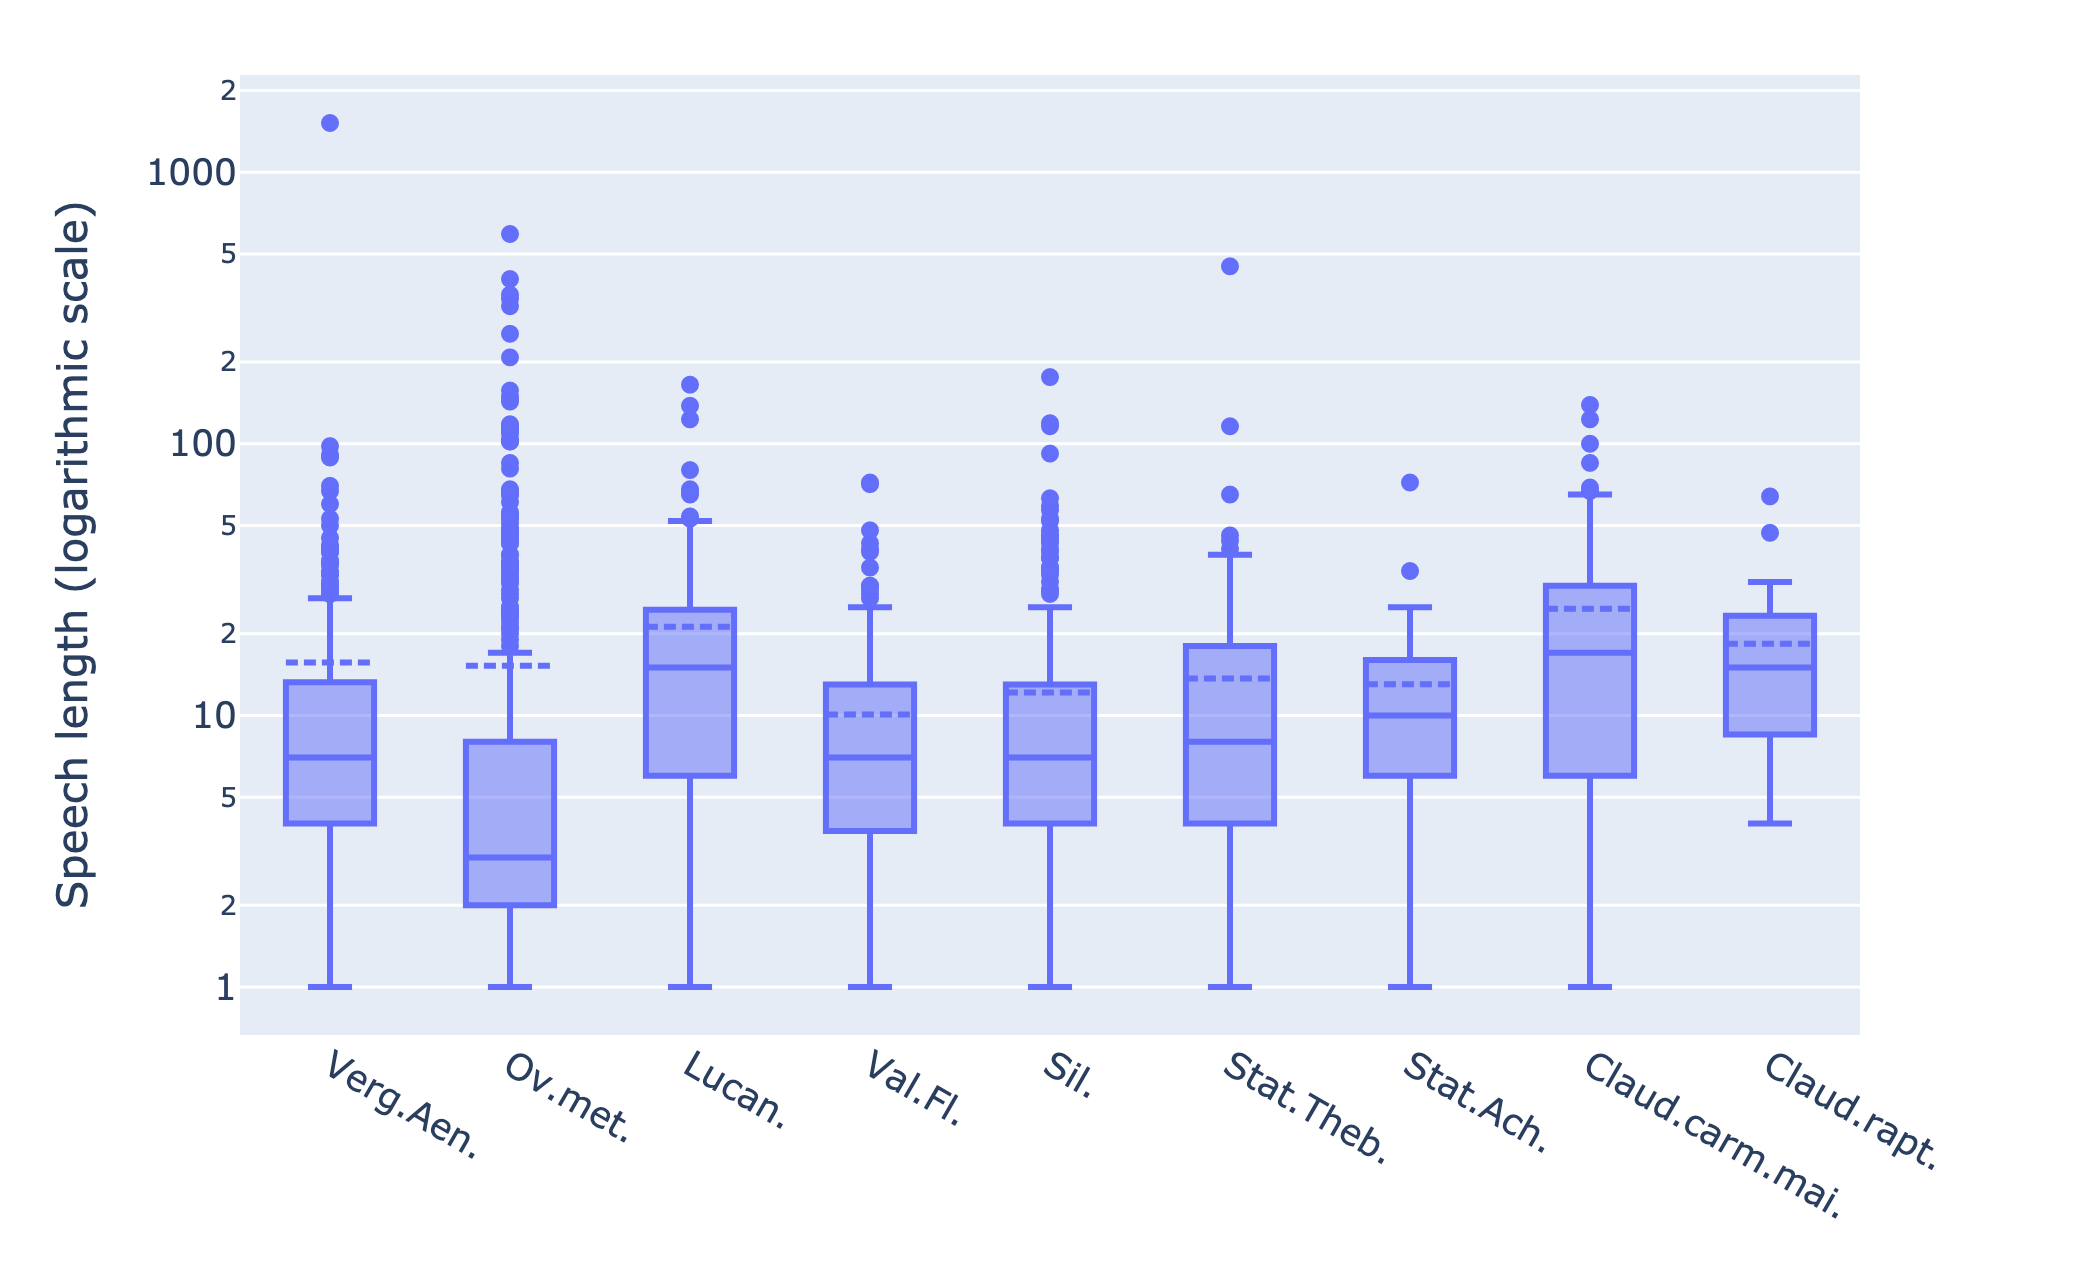 Speech length (logarithmic scale)
2
1000
5
2
100
5
2
10
5
2
1
Verg.Aen.
Ov.met.
Lucan.
Val.Fl.
Sil.
Stat.Theb.
Stat.Ach.
Claud.carm.mai.
Claud.rapt.